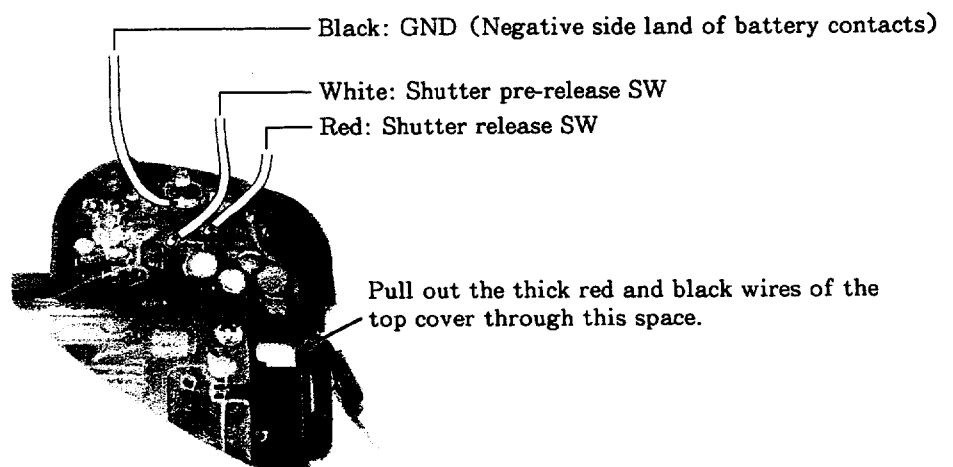 Black: GND (Negative side land of battery contacts)
White: Shutter pre-release SW
Red: Shutter release SW
Pull out the thick red and black wires of the
top cover through this space.